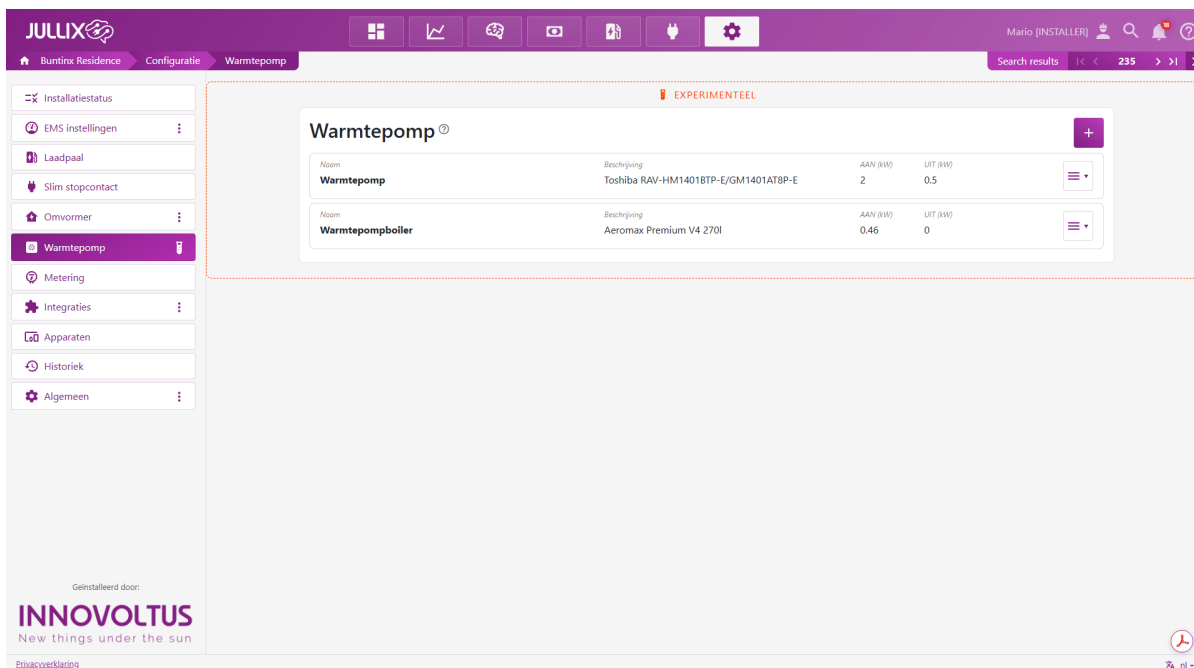 JULLIX
Mario [INSTALLER]
18
Buntinx Residence Configuratie Warmtepomp
Search results 235
Installatiestatus
EMS instellingen
Laadpaal
Slim stopcontact
Omvormer
Warmtepomp
Metering
Integraties
Apparaten
Historiek
Algemeen
EXPERIMENTEEL
Warmtepomp
+
Naam Beschrijving AAN (kW) UIT (kW)
Warmtepomp Toshiba RAV-HM1401BTP-E/GM1401AT8P-E 2 0.5
Naam Beschrijving AAN (kW) UIT (kW)
Warmtepompboiler Aeromax Premium V4 270l 0.46 0
Geïnstalleerd door:
INNOVOLTUS
New things under the sun
Privacyverklaring
nl